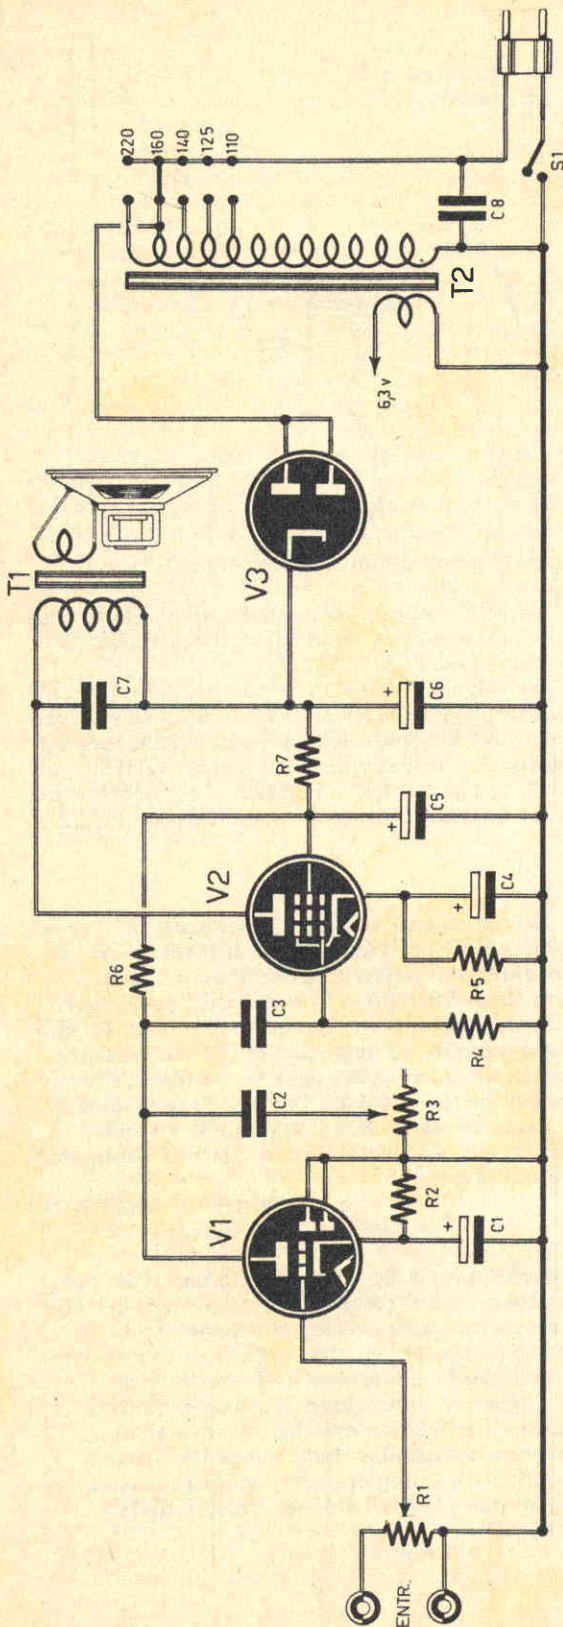 220
160
140
125
110
S1
C8
T2
6,3 v
T1
V3
C7
+
C6
R7
+
C5
V2
R6
+
C4
R5
C3
R4
C2
R3
V1
R2
+
C1
R1
ENTR.